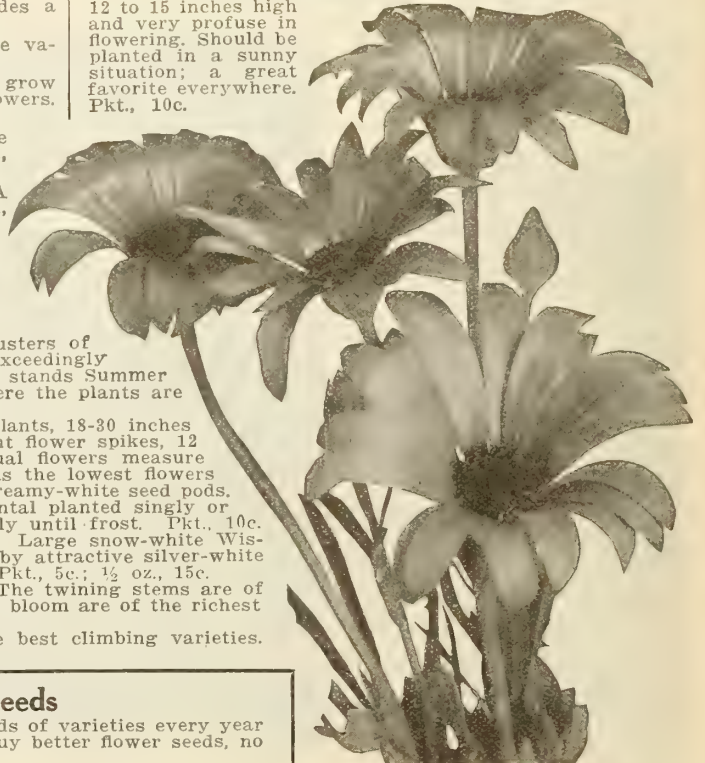 des a
e va-
grow
owers.
12 to 15 inches high
and very profuse in
flowering. Should be
planted in a sunny
situation; a great
favorite everywhere.
Pkt., 10c.
e
,
A
,
usters of
xceedingly
stands Summer
ere the plants are
lants, 18-30 inches
nt flower spikes, 12
ual flowers measure
as the lowest flowers
reamy-white seed pods.
ntal planted singly or
ly until frost. Pkt., 10c.
Large snow-white Wis-
by attractive silver-white
Pkt., 5c.; ½ oz., 15c.
The twining stems are of
bloom are of the richest
e best climbing varieties.
eeds
ds of varieties every year
uy better flower seeds, no